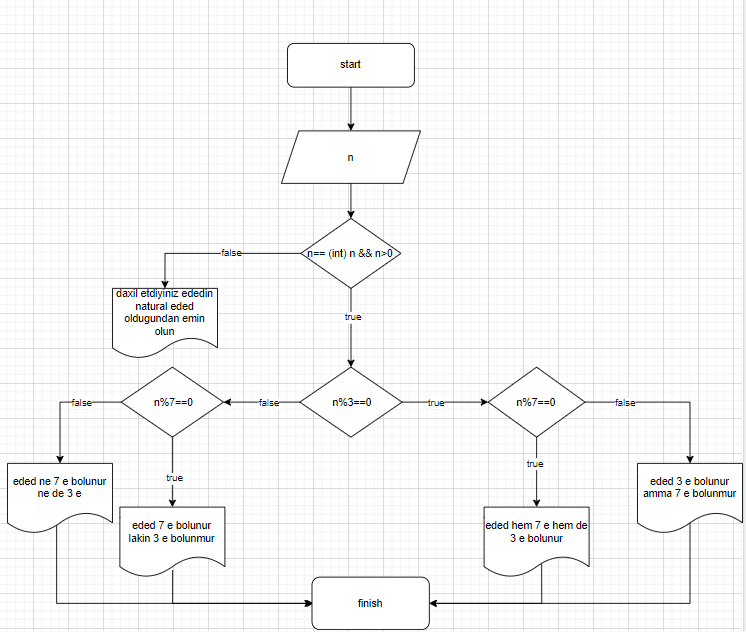 start
n
n== (int) n && n>0
false
daxil etdiyiniz ededin
natural eded
oldugundan emin
olun
true
n%7==0
n%3==0
n%7==0
false
false
true
false
true
true
eded ne 7 e bolunur
ne de 3 e
eded 7 e bolunur
lakin 3 e bolunmur
eded hem 7 e hem de
3 e bolunur
eded 3 e bolunur
amma 7 e bolunmur
finish